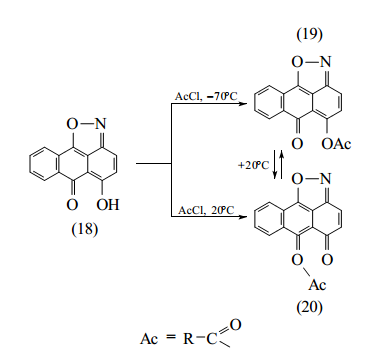 (19)
O N
AcCl, −70°C
O OAc
O N
+20°C
O OH
(18)
AcCl, 20°C
O N
O O
Ac
(20)
Ac = R–C O